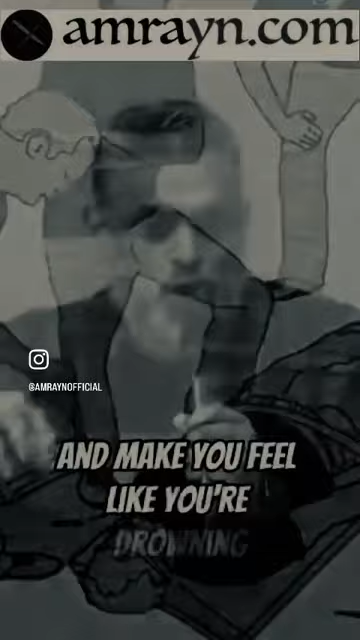 amrayn.com
@AMRAYNOFFICIAL
AND MAKE YOU FEEL
LIKE YOU'RE
DROWNING